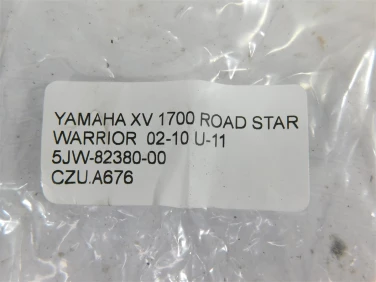 YAMAHA XV 1700 ROAD STAR
WARRIOR 02-10 U-11
5JW-82380-00
CZU.A676